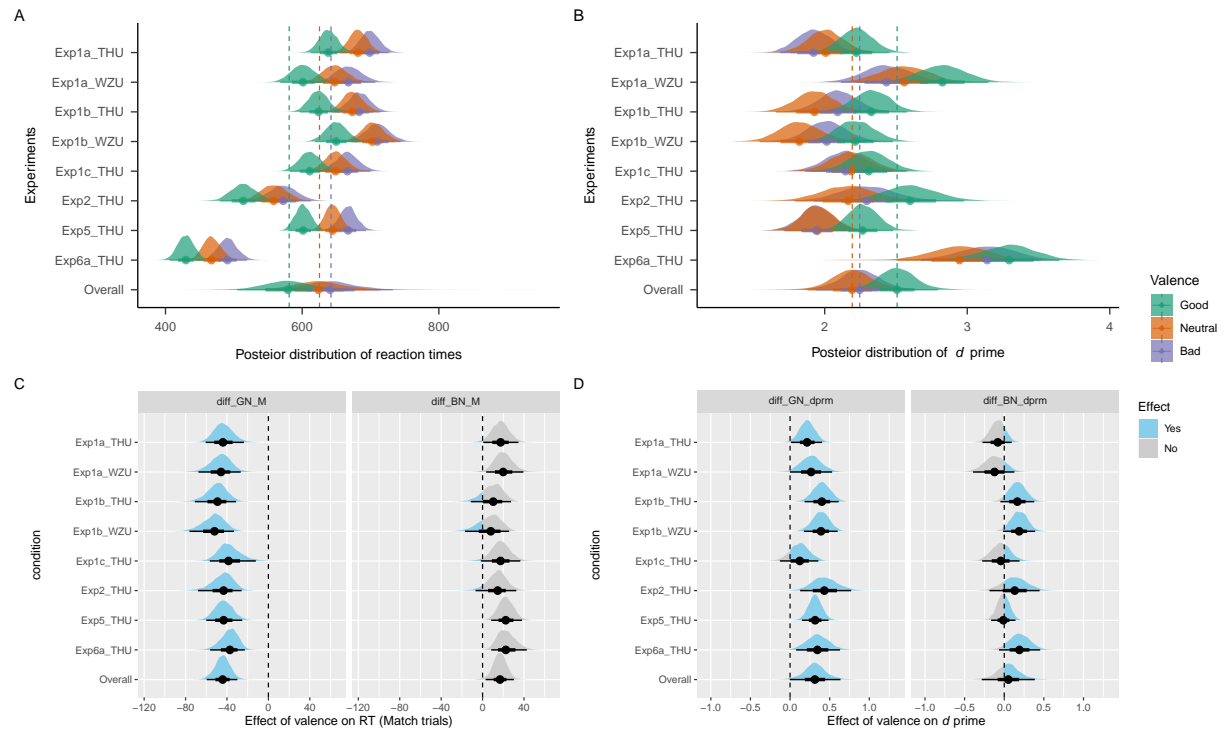 A
Experiments
Exp1a_THU
Exp1a_WZU
Exp1b_THU
Exp1b_WZU
Exp1c_THU
Exp2_THU
Exp5_THU
Exp6a_THU
Overall
400 600 800
Posteior distribution of reaction times
B
Experiments
Exp1a_THU
Exp1a_WZU
Exp1b_THU
Exp1b_WZU
Exp1c_THU
Exp2_THU
Exp5_THU
Exp6a_THU
Overall
2 3 4
Posterior distribution of d prime
Valence
Good
Neutral
Bad
C
diff_GN_M diff_BN_M
condition
Exp1a_THU
Exp1a_WZU
Exp1b_THU
Exp1b_WZU
Exp1c_THU
Exp2_THU
Exp5_THU
Exp6a_THU
Overall
−120 −80 −40 0 40 −120 −80 −40 0 40
Effect of valence on RT (Match trials)
D
diff_GN_dprm diff_BN_dprm
condition
Exp1a_THU
Exp1a_WZU
Exp1b_THU
Exp1b_WZU
Exp1c_THU
Exp2_THU
Exp5_THU
Exp6a_THU
Overall
−1.0 −0.5 0.0 0.5 1.0 −1.0 −0.5 0.0 0.5 1.0
Effect of valence on d prime
Effect
Yes
No